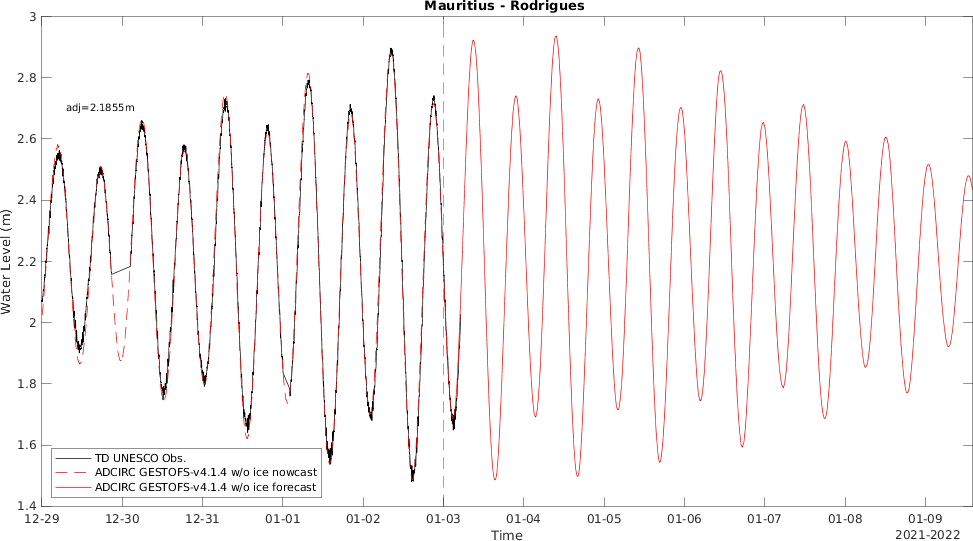 Mauritius - Rodrigues
3
2.8
adj=2.1855m
2.6
2.4
2.2
2
1.8
1.6
1.4
Water Level (m)
TD UNESCO Obs.
ADCIRC GESTOFS-v4.1.4 w/o ice nowcast
ADCIRC GESTOFS-v4.1.4 w/o ice forecast
12-29 12-30 12-31 01-01 01-02 01-03 01-04 01-05 01-06 01-07 01-08 01-09
Time
2021-2022